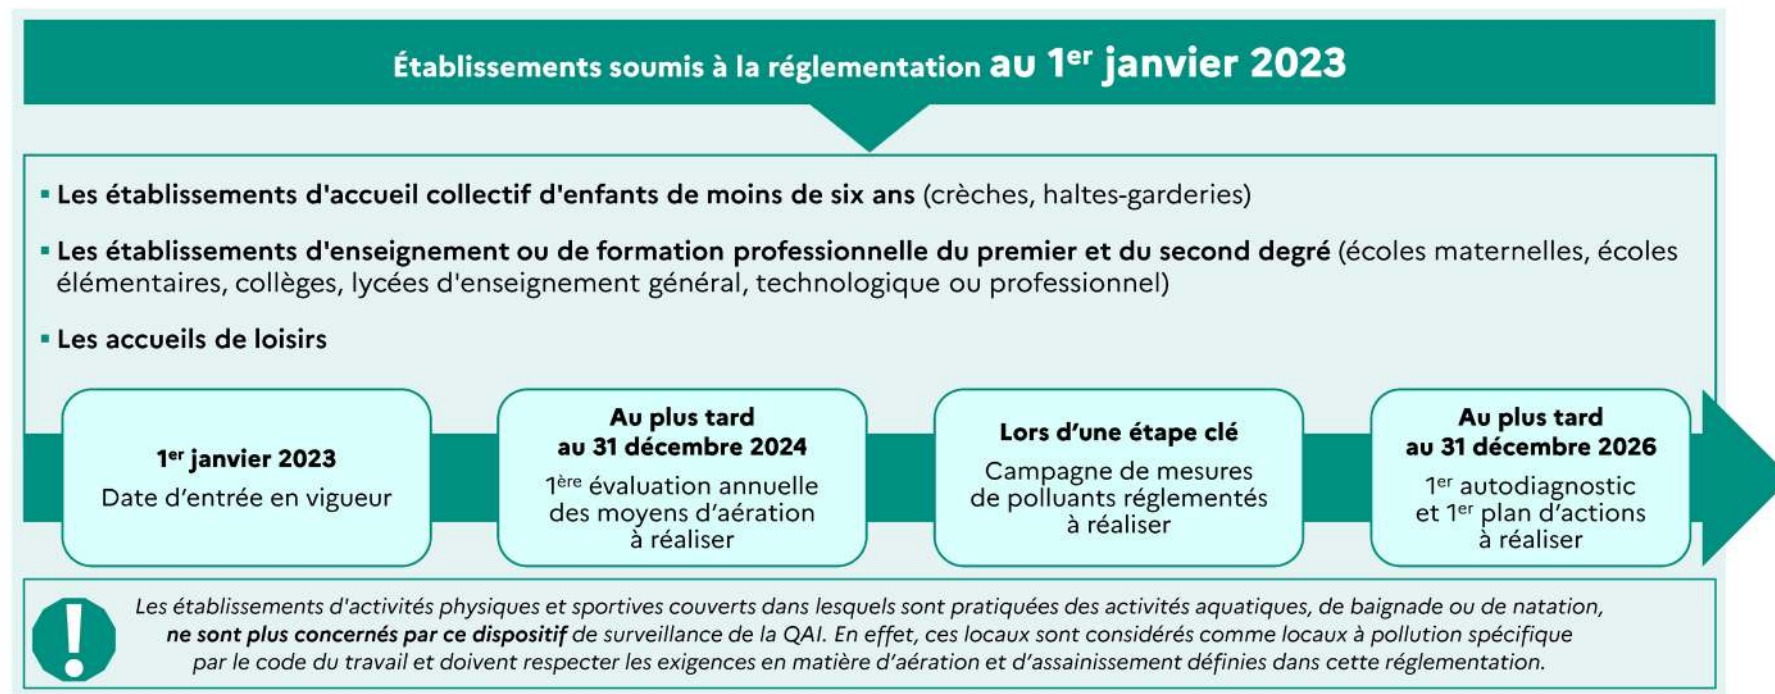 Établissements soumis à la réglementation au 1er janvier 2023
▪ Les établissements d'accueil collectif d'enfants de moins de six ans (crèches, haltes-garderies)
▪ Les établissements d'enseignement ou de formation professionnelle du premier et du second degré (écoles maternelles, écoles
élémentaires, collèges, lycées d'enseignement général, technologique ou professionnel)
▪ Les accueils de loisirs
1er janvier 2023
Date d’entrée en vigueur
Au plus tard
au 31 décembre 2024
1ère évaluation annuelle
des moyens d’aération
à réaliser
Lors d’une étape clé
Campagne de mesures
de polluants réglementés
à réaliser
Au plus tard
au 31 décembre 2026
1er autodiagnostic
et 1er plan d’actions
à réaliser
!
Les établissements d'activités physiques et sportives couverts dans lesquels sont pratiquées des activités aquatiques, de baignade ou de natation,
ne sont plus concernés par ce dispositif de surveillance de la QAI. En effet, ces locaux sont considérés comme locaux à pollution spécifique
par le code du travail et doivent respecter les exigences en matière d’aération et d’assainissement définies dans cette réglementation.